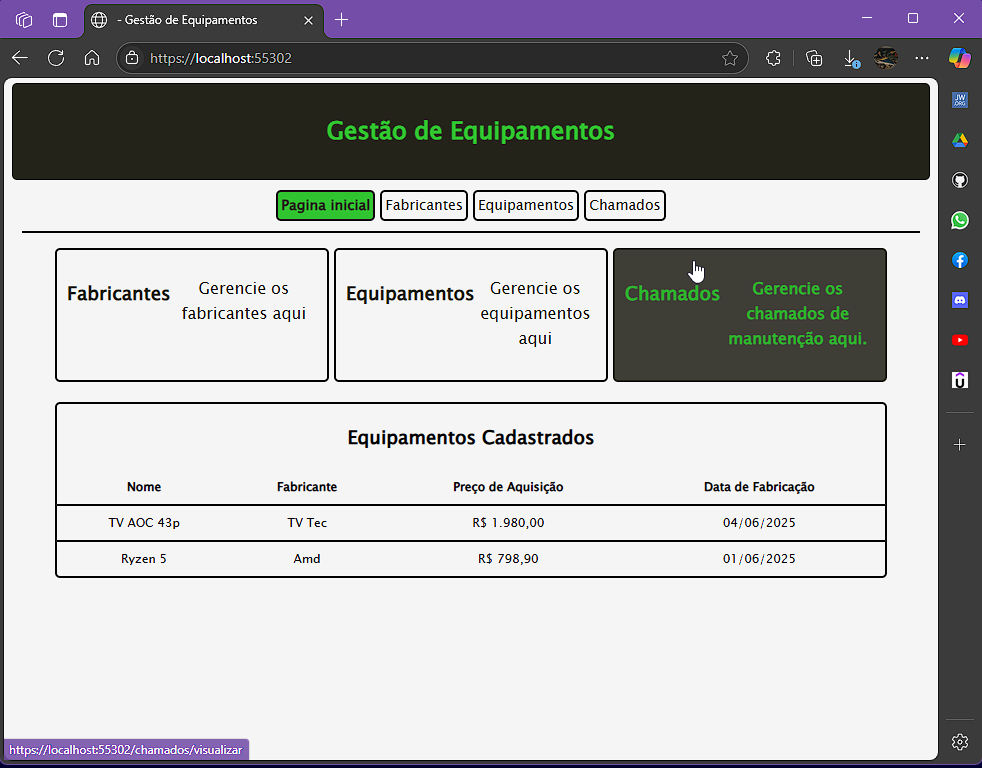 - Gestão de Equipamentos
https://localhost:55302
Gestão de Equipamentos
Pagina inicial Fabricantes Equipamentos Chamados
Fabricantes
Gerencie os
fabricantes aqui
Equipamentos
Gerencie os
equipamentos
aqui
Chamados
Gerencie os
chamados de
manutenção aqui.
Equipamentos Cadastrados
Nome Fabricante Preço de Aquisição Data de Fabricação
TV AOC 43p TV Tec R$ 1.980,00 04/06/2025
Ryzen 5 Amd R$ 798,90 01/06/2025
https://localhost:55302/chamados/visualizar
JW
.ORG